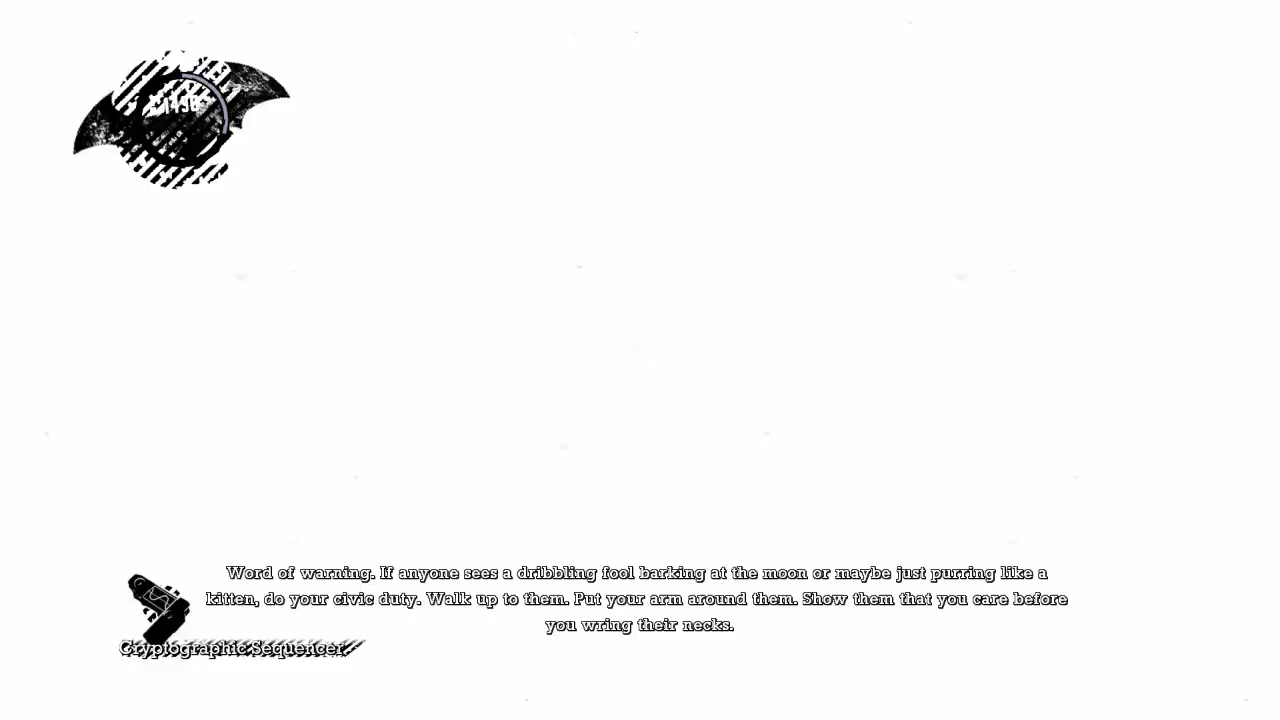 Word of warning. If anyone sees a dribbling fool barking at the moon or maybe just purring like a
kitten, do your civic duty. Walk up to them. Put your arm around them. Show them that you care before
you wring their necks.
Cryptographic Sequencer